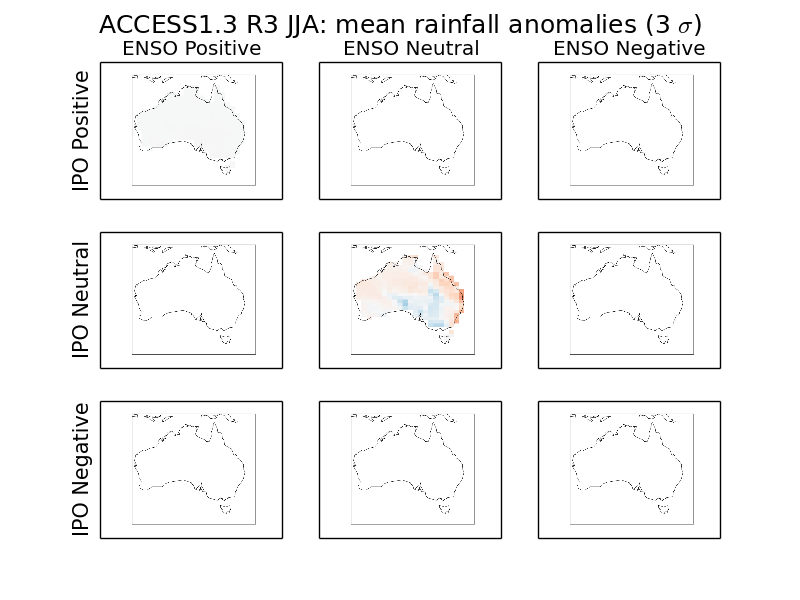 ACCESS1.3 R3 JJA: mean rainfall anomalies (3 σ)
ENSO Positive ENSO Neutral ENSO Negative
IPO Positive
IPO Neutral
IPO Negative